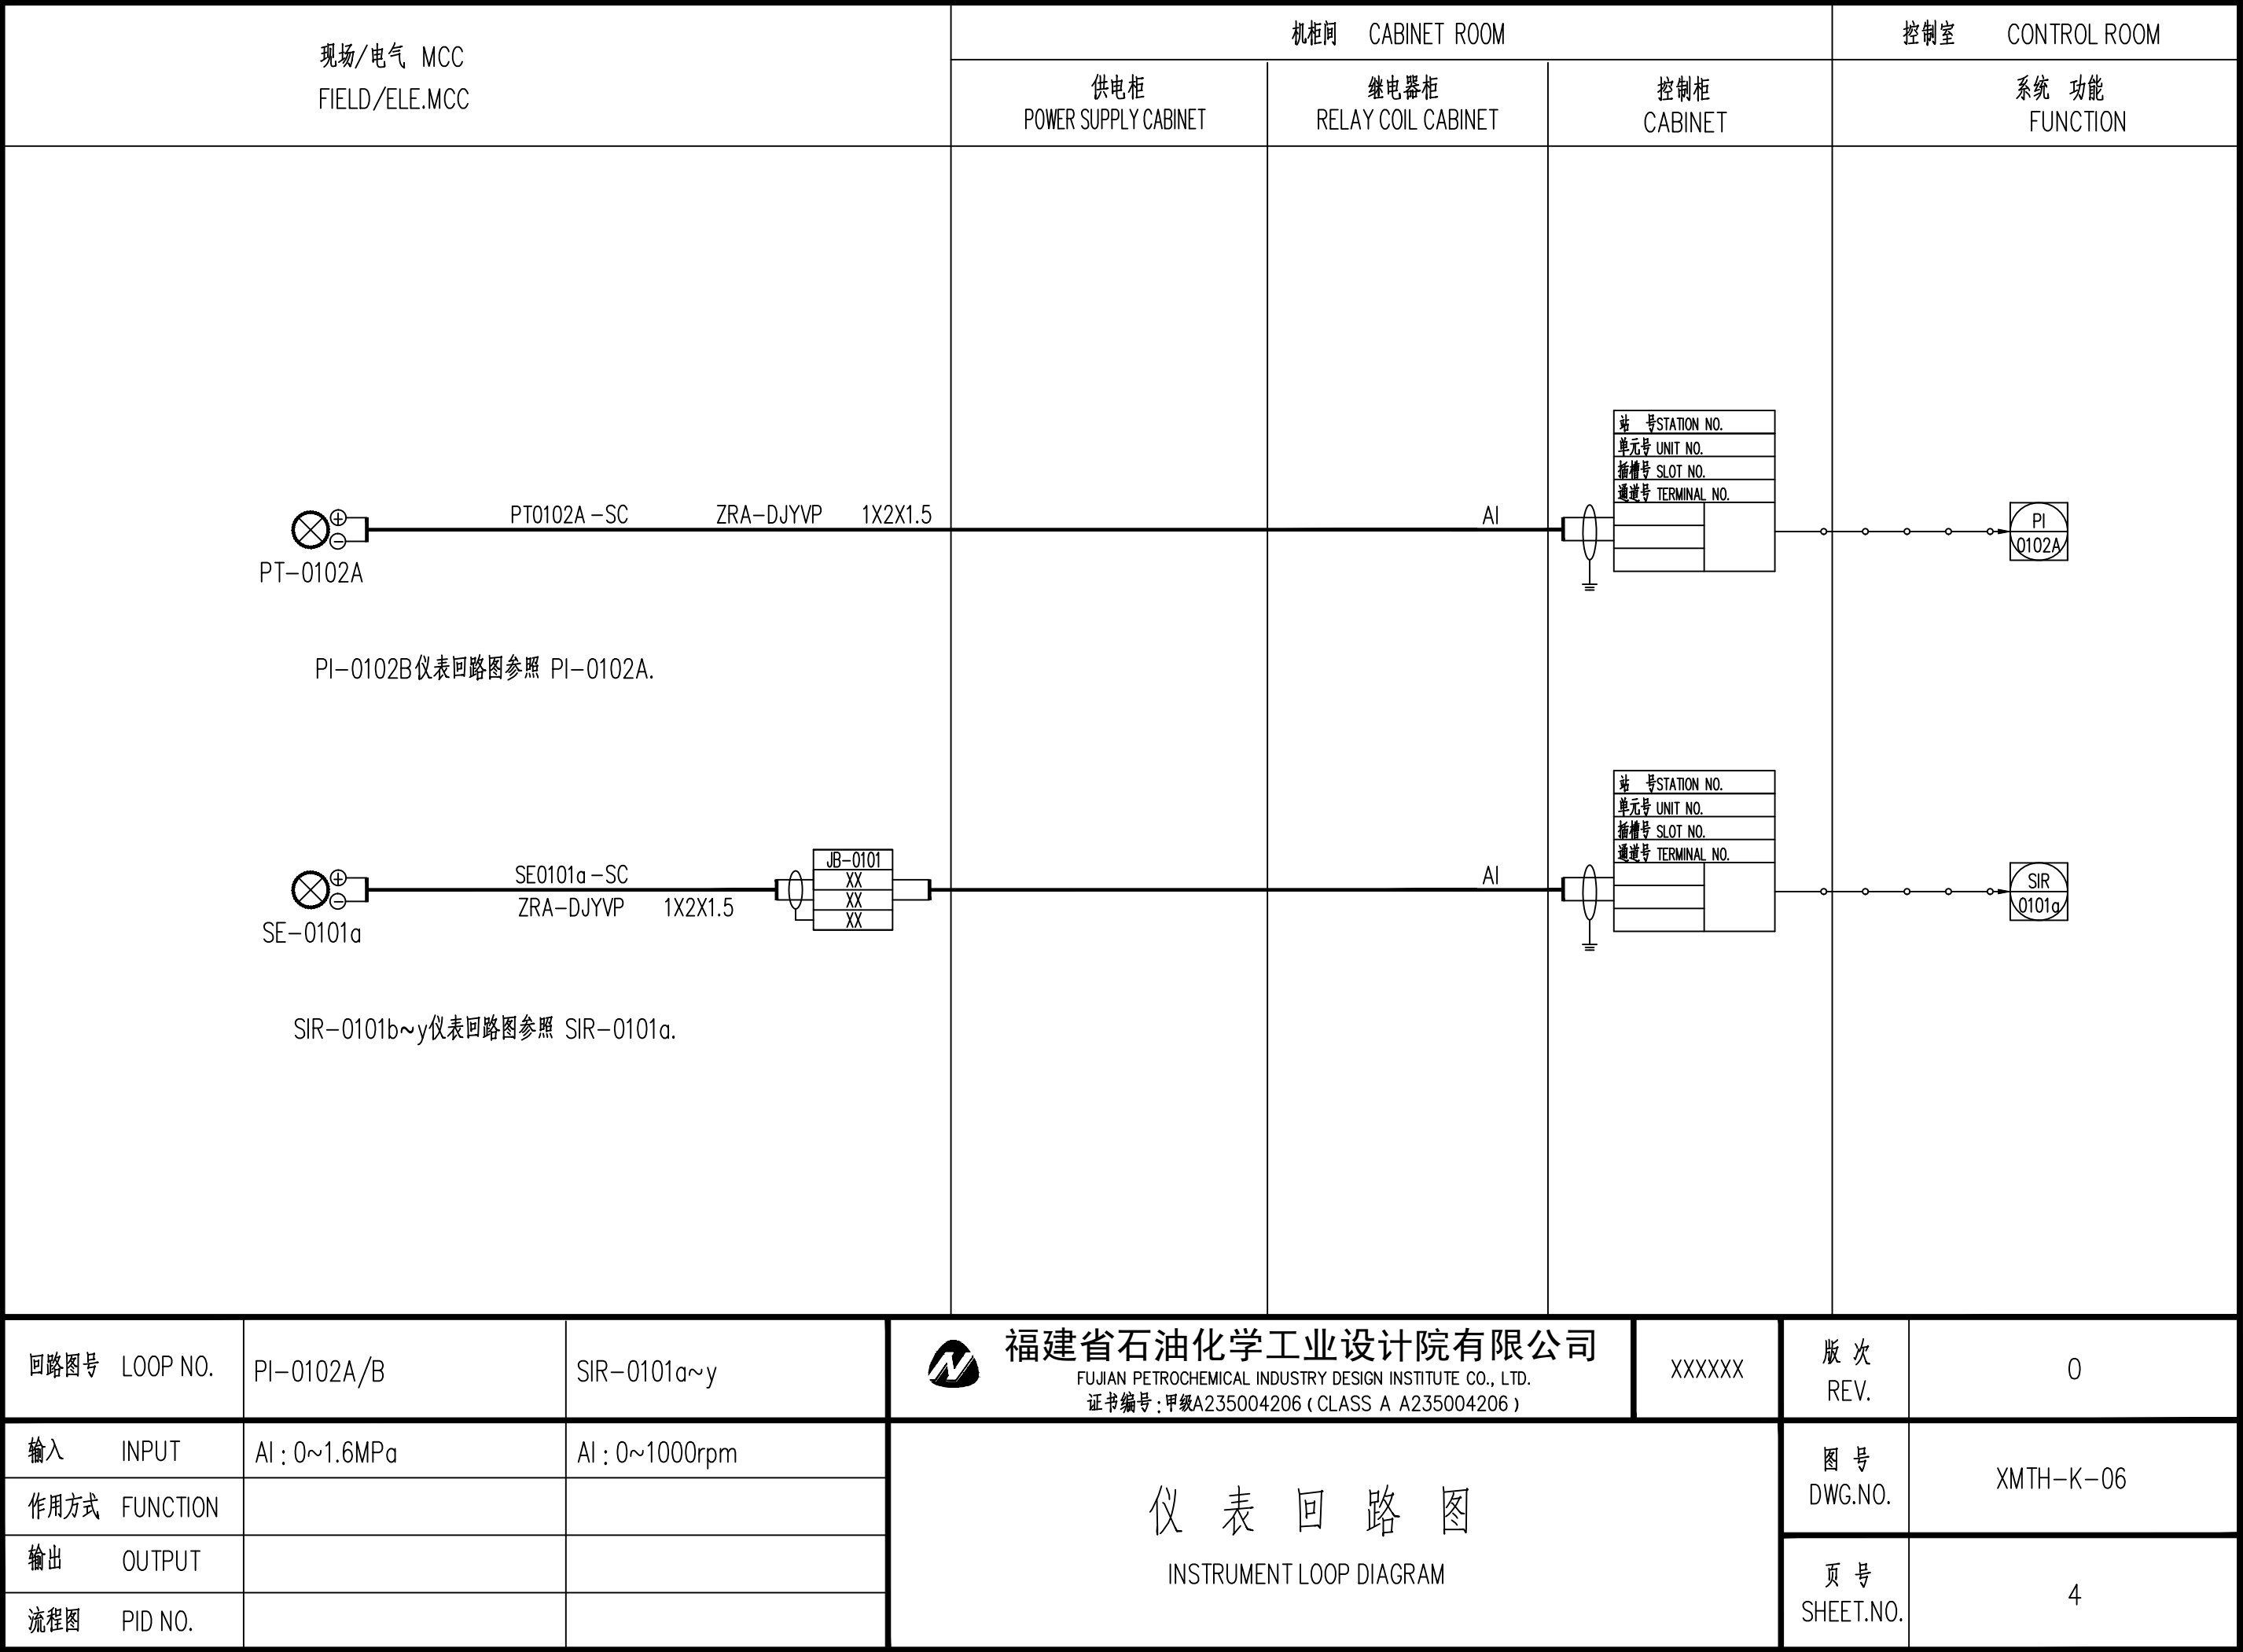 现场/电气 MCC
FIELD/ELE.MCC
机柜间 CABINET ROOM
控制室 CONTROL ROOM
供电柜
POWER SUPPLY CABINET
继电器柜
RELAY COIL CABINET
控制柜
CABINET
系统 功能
FUNCTION
站 号STATION NO.
单元号 UNIT NO.
插槽号 SLOT NO.
通道号 TERMINAL NO.
PT0102A-SC ZRA-DJYVP 1X2X1.5
AI
+
−
PT-0102A
PI
0102A
PI-0102B仪表回路图参照 PI-0102A.
站 号STATION NO.
单元号 UNIT NO.
插槽号 SLOT NO.
通道号 TERMINAL NO.
SE0101a-SC
ZRA-DJYVP 1X2X1.5
JB-0101
XX
XX
XX
AI
+
−
SE-0101a
SIR
0101a
SIR-0101b~y仪表回路图参照 SIR-0101a.
回路图号 LOOP NO. PI-0102A/B SIR-0101a~y
输入 INPUT AI：0~1.6MPa AI：0~1000rpm
作用方式 FUNCTION
输出 OUTPUT
流程图 PID NO.
福建省石油化学工业设计院有限公司
FUJIAN PETROCHEMICAL INDUSTRY DESIGN INSTITUTE CO., LTD.
证书编号：甲级A235004206（CLASS A A235004206）
XXXXXX
仪表回路图
INSTRUMENT LOOP DIAGRAM
版次
REV.
0
图号
DWG.NO.
XMTH-K-06
页号
SHEET.NO.
4